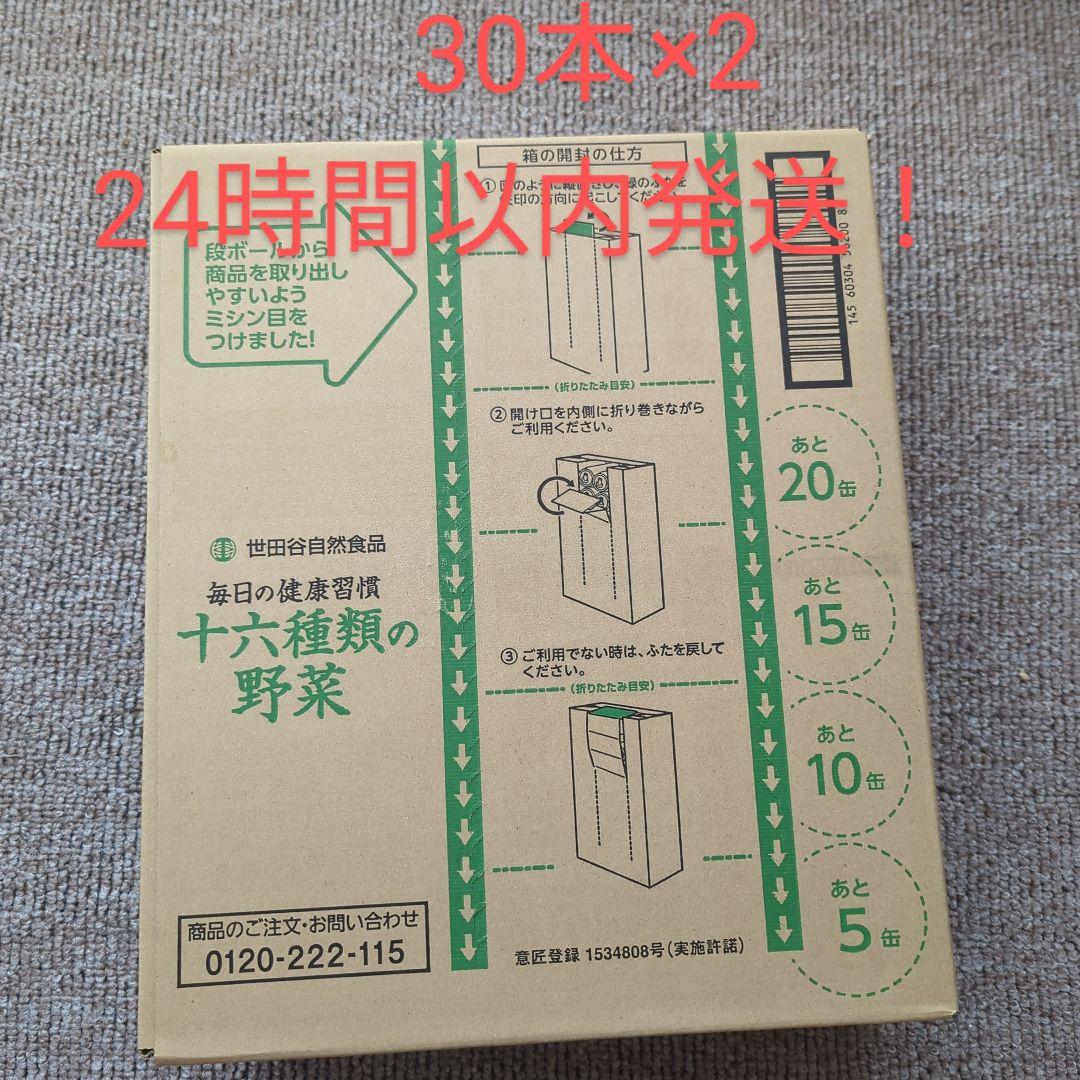 30本×2
24時間以内発送！
箱の開封の仕方
段ボールから
商品を取り出し
やすいよう
ミシン目を
つけました!
(折りたたみ目安)
②開け口を内側に折り巻きながら
ご利用ください。
あと
20缶
あと
15缶
世田谷自然食品
毎日の健康習慣
十六種類の
野菜
③ご利用でない時は、ふたを戻して
ください。
(折りたたみ目安)
あと
10缶
あと
5缶
商品のご注文・お問い合わせ
0120-222-115
意匠登録 1534808号(実施許諾)